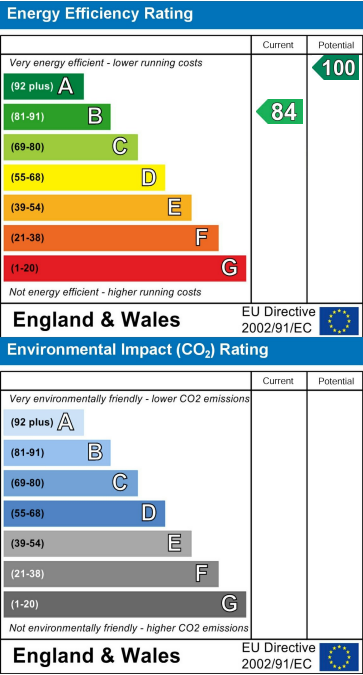 Energy Efficiency Rating
Current Potential
Very energy efficient - lower running costs
(92 plus) A
(81-91) B
(69-80) C
(55-68) D
(39-54) E
(21-38) F
(1-20) G
84
100
Not energy efficient - higher running costs
England & Wales
EU Directive
2002/91/EC
Environmental Impact (CO₂) Rating
Current Potential
Very environmentally friendly - lower CO2 emissions
(92 plus) A
(81-91) B
(69-80) C
(55-68) D
(39-54) E
(21-38) F
(1-20) G
Not environmentally friendly - higher CO2 emissions
England & Wales
EU Directive
2002/91/EC